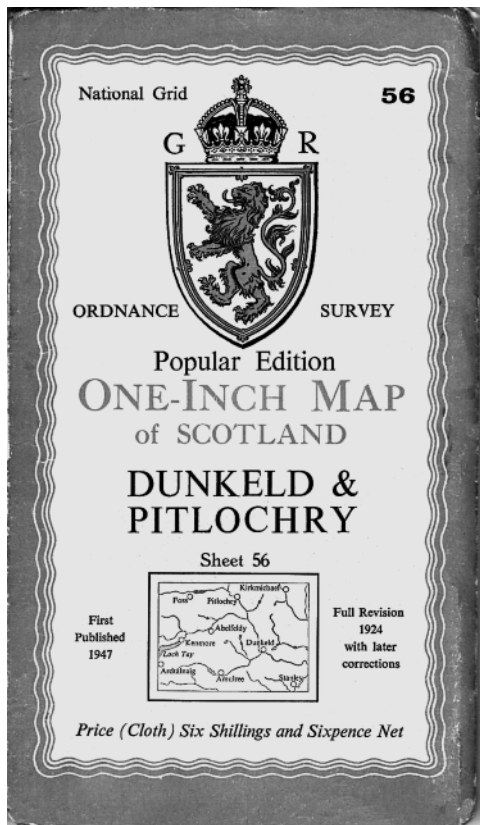 National Grid
56
G R
ORDNANCE SURVEY
Popular Edition
ONE-INCH MAP
of SCOTLAND
DUNKELD &
PITLOCHRY
Sheet 56
First
Published
1947
Kirkmichael
Foss
Pitlochry
Aberfeldy
Kenmore
Dunkeld
Loch Tay
Ardtalnaig
Amulree
Stanley
Full Revision
1924
with later
corrections
Price (Cloth) Six Shillings and Sixpence Net